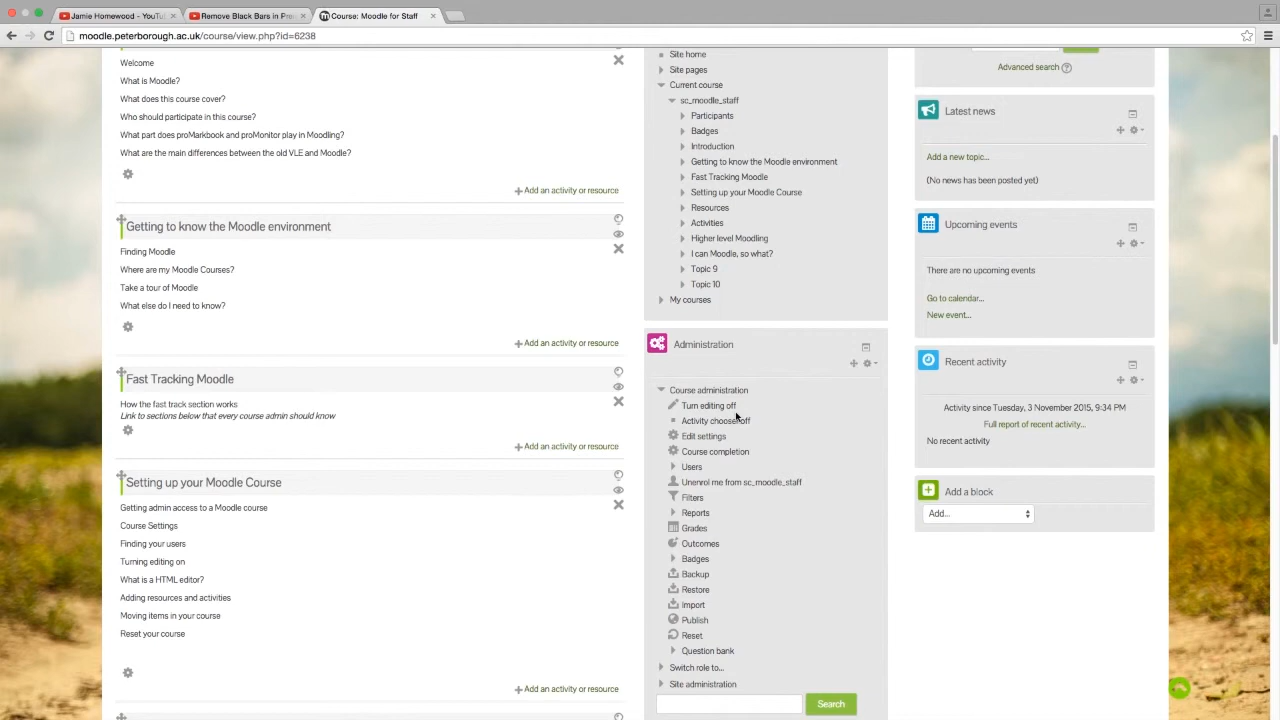 Jamie Homewood - YouTu
Remove Black Bars in Pre
Course: Moodle for Staff
moodle.peterborough.ac.uk/course/view.php?id=6238
Welcome
What is Moodle?
What does this course cover?
Who should participate in this course?
What part does proMarkbook and proMonitor play in Moodling?
What are the main differences between the old VLE and Moodle?
Add an activity or resource
Getting to know the Moodle environment
Finding Moodle
Where are my Moodle Courses?
Take a tour of Moodle
What else do I need to know?
Add an activity or resource
Fast Tracking Moodle
How the fast track section works
Link to sections below that every course admin should know
Add an activity or resource
Setting up your Moodle Course
Getting admin access to a Moodle course
Course Settings
Finding your users
Turning editing on
What is a HTML editor?
Adding resources and activities
Moving items in your course
Reset your course
Add an activity or resource
Site home
Site pages
Current course
sc_moodle_staff
Participants
Badges
Introduction
Getting to know the Moodle environment
Fast Tracking Moodle
Setting up your Moodle Course
Resources
Activities
Higher level Moodling
I can Moodle, so what?
Topic 9
Topic 10
My courses
Administration
Course administration
Turn editing off
Activity chooser off
Edit settings
Course completion
Users
Unenrol me from sc_moodle_staff
Filters
Reports
Grades
Outcomes
Badges
Backup
Restore
Import
Publish
Reset
Question bank
Switch role to...
Site administration
Search
Advanced search
Latest news
Add a new topic...
(No news has been posted yet)
Upcoming events
There are no upcoming events
Go to calendar...
New event...
Recent activity
Activity since Tuesday, 3 November 2015, 9:34 PM
Full report of recent activity...
No recent activity
Add a block
Add...